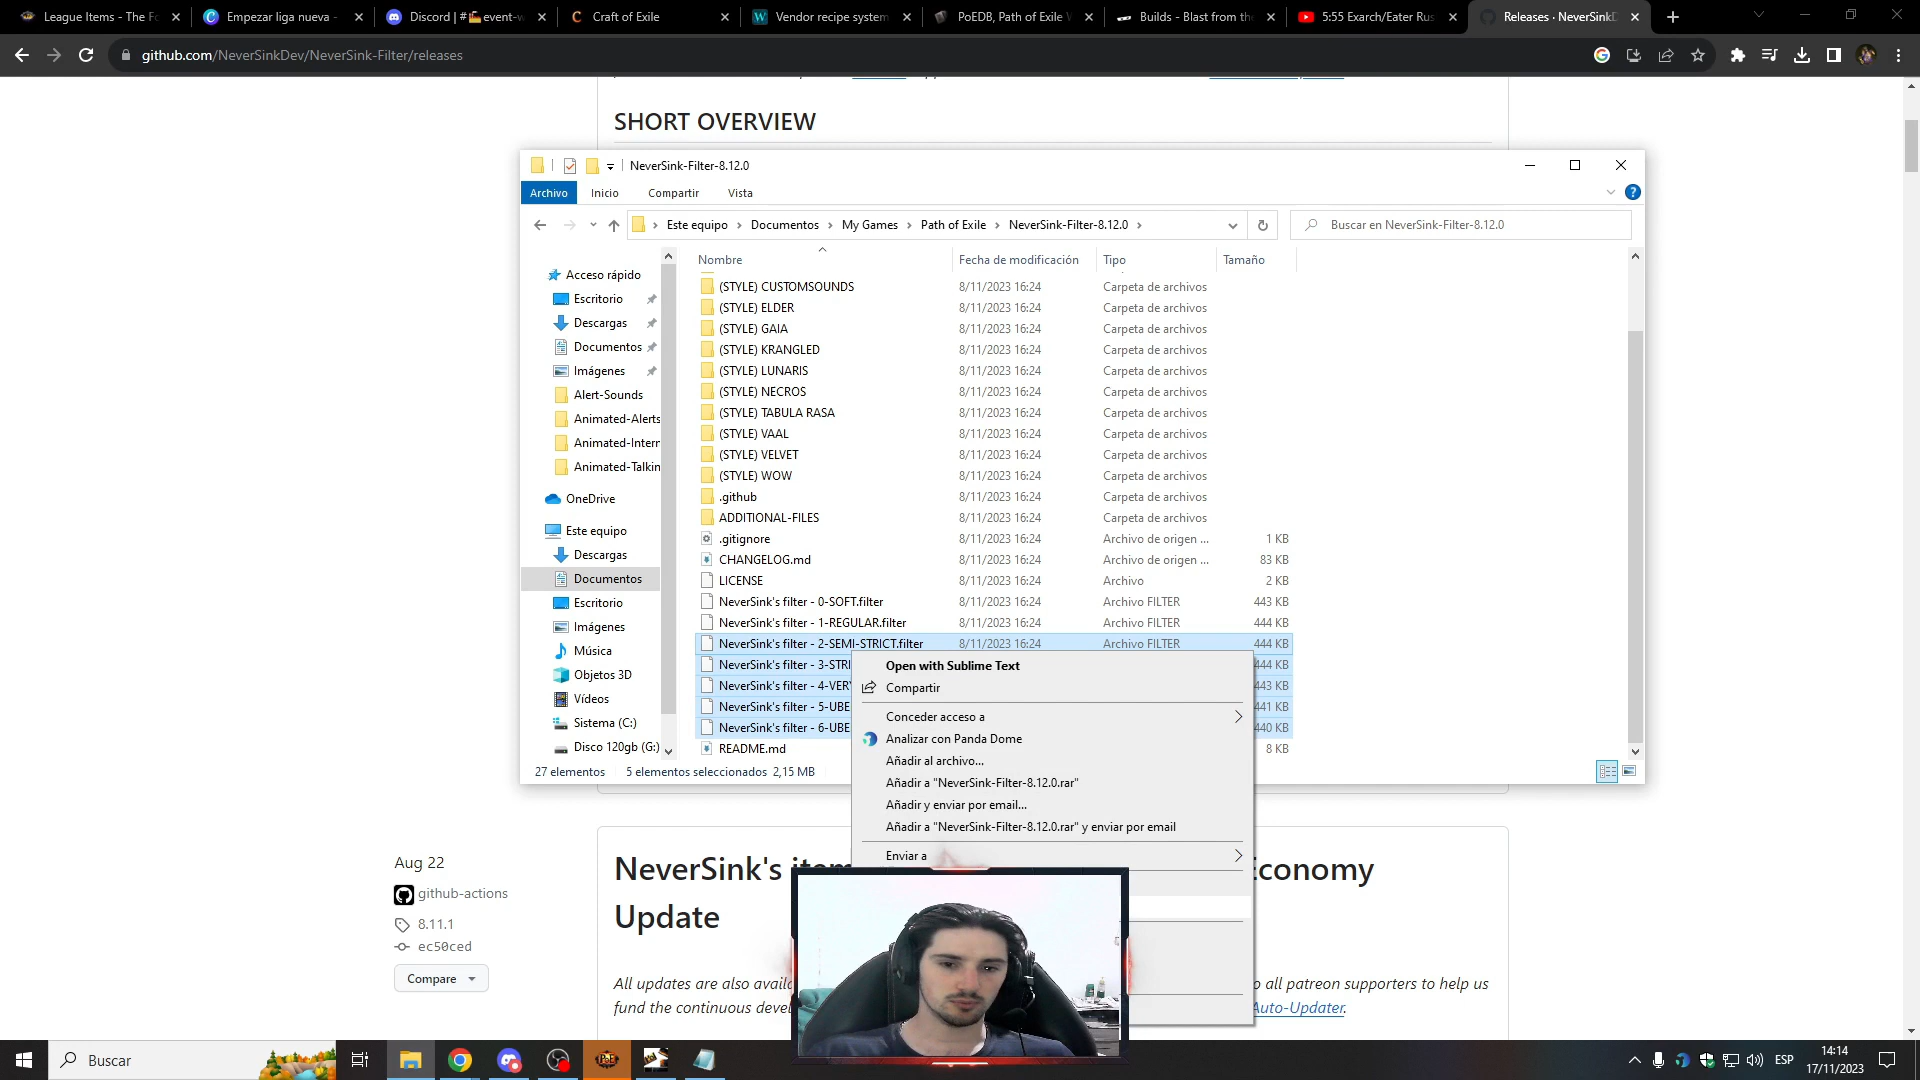 League Items - The Fo
Empezar liga nueva -
Discord | #🎪event-w
Craft of Exile
Vendor recipe system
PoEDB, Path of Exile W
Builds - Blast from the
5:55 Exarch/Eater Rus
Releases · NeverSinkD
github.com/NeverSinkDev/NeverSink-Filter/releases
SHORT OVERVIEW
NeverSink-Filter-8.12.0
Archivo Inicio Compartir Vista
Este equipo › Documentos › My Games › Path of Exile › NeverSink-Filter-8.12.0 ›
Buscar en NeverSink-Filter-8.12.0
Acceso rápido
Escritorio
Descargas
Documentos
Imágenes
Alert-Sounds
Animated-Alerts
Animated-Intern
Animated-Talkin
OneDrive
Este equipo
Descargas
Documentos
Escritorio
Imágenes
Música
Objetos 3D
Vídeos
Sistema (C:)
Disco 120gb (G:)
Nombre Fecha de modificación Tipo Tamaño
(STYLE) CUSTOMSOUNDS 8/11/2023 16:24 Carpeta de archivos
(STYLE) ELDER 8/11/2023 16:24 Carpeta de archivos
(STYLE) GAIA 8/11/2023 16:24 Carpeta de archivos
(STYLE) KRANGLED 8/11/2023 16:24 Carpeta de archivos
(STYLE) LUNARIS 8/11/2023 16:24 Carpeta de archivos
(STYLE) NECROS 8/11/2023 16:24 Carpeta de archivos
(STYLE) TABULA RASA 8/11/2023 16:24 Carpeta de archivos
(STYLE) VAAL 8/11/2023 16:24 Carpeta de archivos
(STYLE) VELVET 8/11/2023 16:24 Carpeta de archivos
(STYLE) WOW 8/11/2023 16:24 Carpeta de archivos
.github 8/11/2023 16:24 Carpeta de archivos
ADDITIONAL-FILES 8/11/2023 16:24 Carpeta de archivos
.gitignore 8/11/2023 16:24 Archivo de origen ... 1 KB
CHANGELOG.md 8/11/2023 16:24 Archivo de origen ... 83 KB
LICENSE 8/11/2023 16:24 Archivo 2 KB
NeverSink's filter - 0-SOFT.filter 8/11/2023 16:24 Archivo FILTER 443 KB
NeverSink's filter - 1-REGULAR.filter 8/11/2023 16:24 Archivo FILTER 444 KB
NeverSink's filter - 2-SEMI-STRICT.filter 8/11/2023 16:24 Archivo FILTER 444 KB
NeverSink's filter - 3-STRI 444 KB
NeverSink's filter - 4-VERY 443 KB
NeverSink's filter - 5-UBE 441 KB
NeverSink's filter - 6-UBE 440 KB
README.md 8 KB
27 elementos 5 elementos seleccionados 2,15 MB
Open with Sublime Text
Compartir
Conceder acceso a
Analizar con Panda Dome
Añadir al archivo...
Añadir a "NeverSink-Filter-8.12.0.rar"
Añadir y enviar por email...
Añadir a "NeverSink-Filter-8.12.0.rar" y enviar por email
Enviar a
Aug 22
github-actions
8.11.1
ec50ced
Compare
NeverSink's item Economy
Update
All updates are also availa o all patreon supporters to help us
fund the continuous devel Auto-Updater.
Buscar
ESP
14:14
17/11/2023